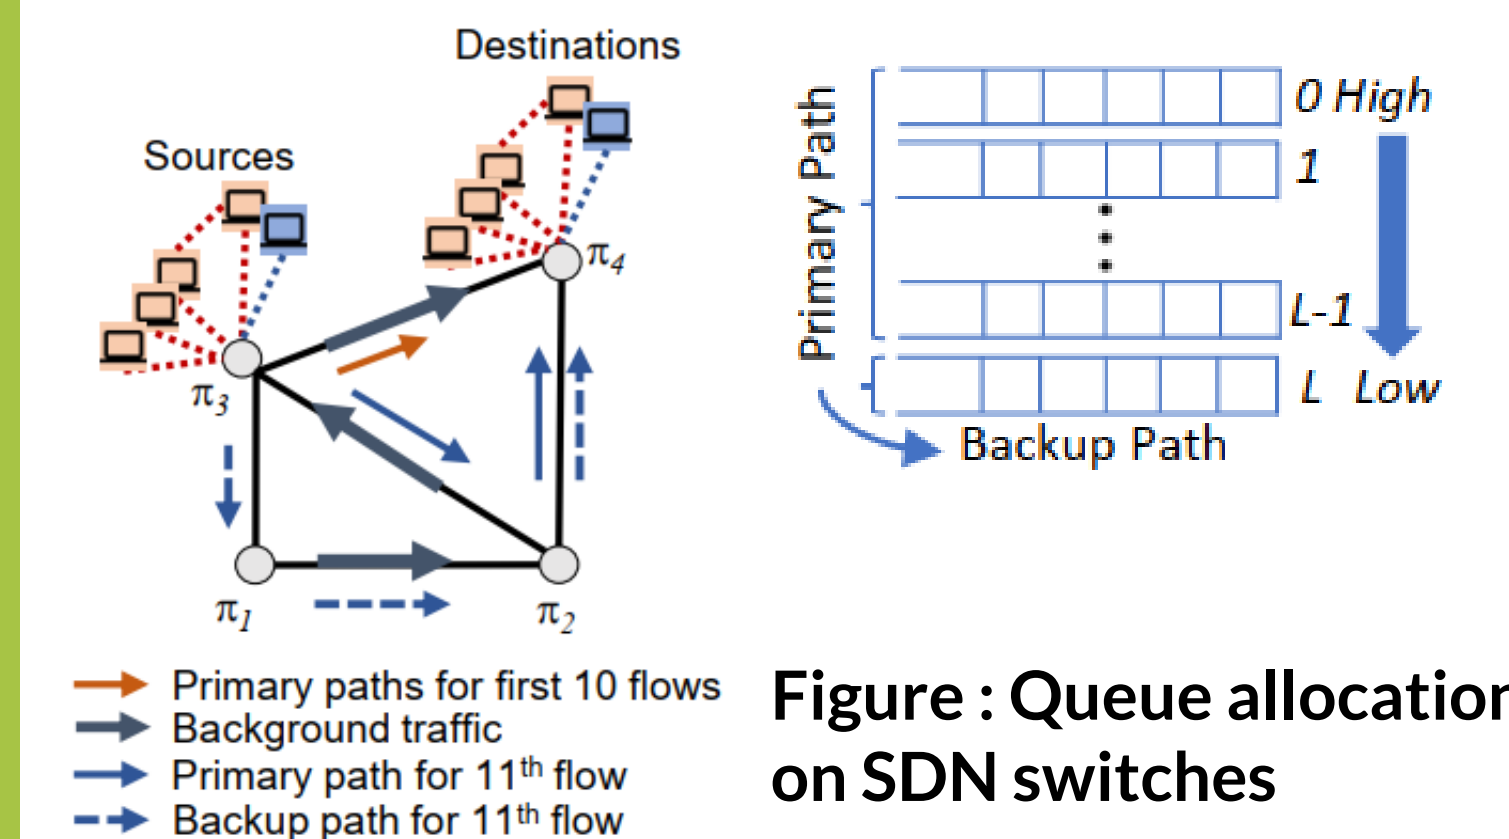 Destinations
Sources
π4
π3
π1
π2
Primary paths for first 10 flows
Background traffic
Primary path for 11th flow
Backup path for 11th flow
Primary Path
0 High
1
L-1
L Low
Backup Path
Figure : Queue allocation
on SDN switches